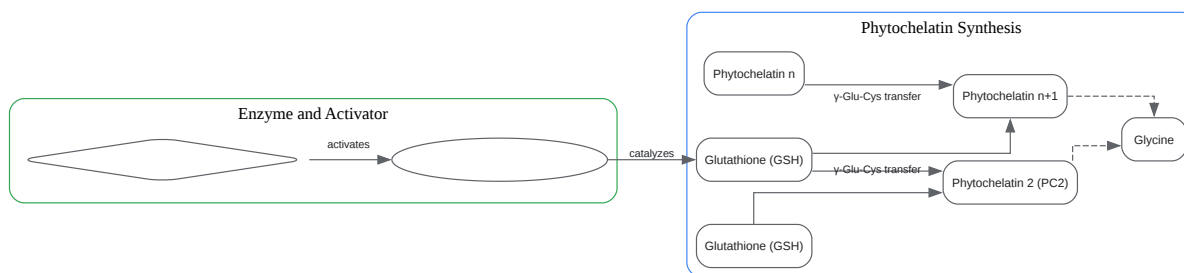 Enzyme and Activator
activates
catalyzes
Phytochelatin Synthesis
Phytochelatin n
γ-Glu-Cys transfer
Phytochelatin n+1
Glycine
Glutathione (GSH)
γ-Glu-Cys transfer
Phytochelatin 2 (PC2)
Glutathione (GSH)